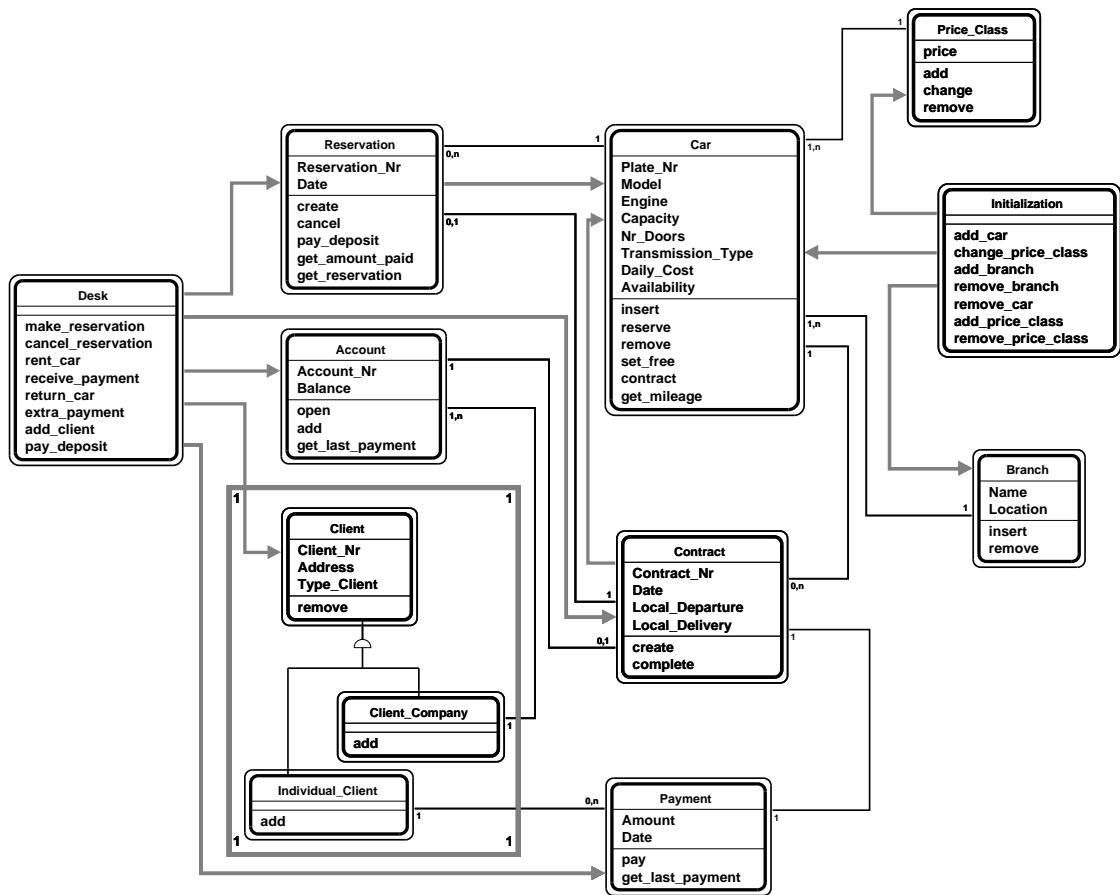 Price_Class
price
add
change
remove
1
1,n
Reservation
Reservation_Nr
Date
create
cancel
pay_deposit
get_amount_paid
get_reservation
0,n
0,1
1
Car
Plate_Nr
Model
Engine
Capacity
Nr_Doors
Transmission_Type
Daily_Cost
Availability
insert
reserve
remove
set_free
contract
get_mileage
1,n
1
Initialization
add_car
change_price_class
add_branch
remove_branch
remove_car
add_price_class
remove_price_class
Desk
make_reservation
cancel_reservation
rent_car
receive_payment
return_car
extra_payment
add_client
pay_deposit
Account
Account_Nr
Balance
open
add
get_last_payment
1
1,n
Branch
Name
Location
insert
remove
1
1
1
Client
Client_Nr
Address
Type_Client
remove
Contract
Contract_Nr
Date
Local_Departure
Local_Delivery
create
complete
1
0,1
0,n
1
Client_Company
add
1
Individual_Client
add
1
1
1
0,n
Payment
Amount
Date
pay
get_last_payment
1